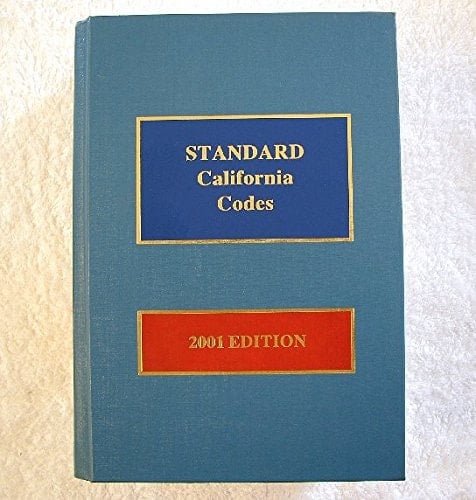 STANDARD
California
Codes
2001 EDITION